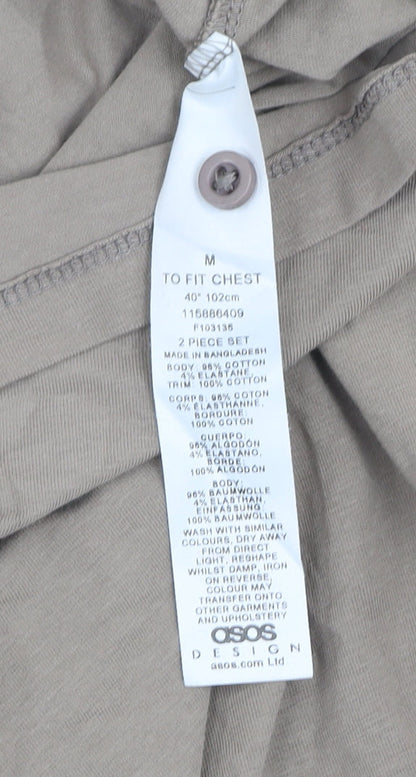 M
TO FIT CHEST
40" 102cm
115886409
F103135
2 PIECE SET
MADE IN BANGLADESH
BODY: 96% COTTON
4% ELASTANE,
TRIM: 100% COTTON
CORPS: 96% COTON
4% ELASTHANNE,
BORDURE:
100% COTON
CUERPO:
96% ALGODÓN
4% ELASTANO,
BORDE:
100% ALGODÓN
BODY:
96% BAUMWOLLE
4% ELASTHAN,
EINFASSUNG:
100% BAUMWOLLE
WASH WITH SIMILAR
COLOURS, DRY AWAY
FROM DIRECT
LIGHT, RESHAPE
WHILST DAMP, IRON
ON REVERSE,
COLOUR MAY
TRANSFER ONTO
OTHER GARMENTS
AND UPHOLSTERY
asos
DESIGN
asos.com Ltd